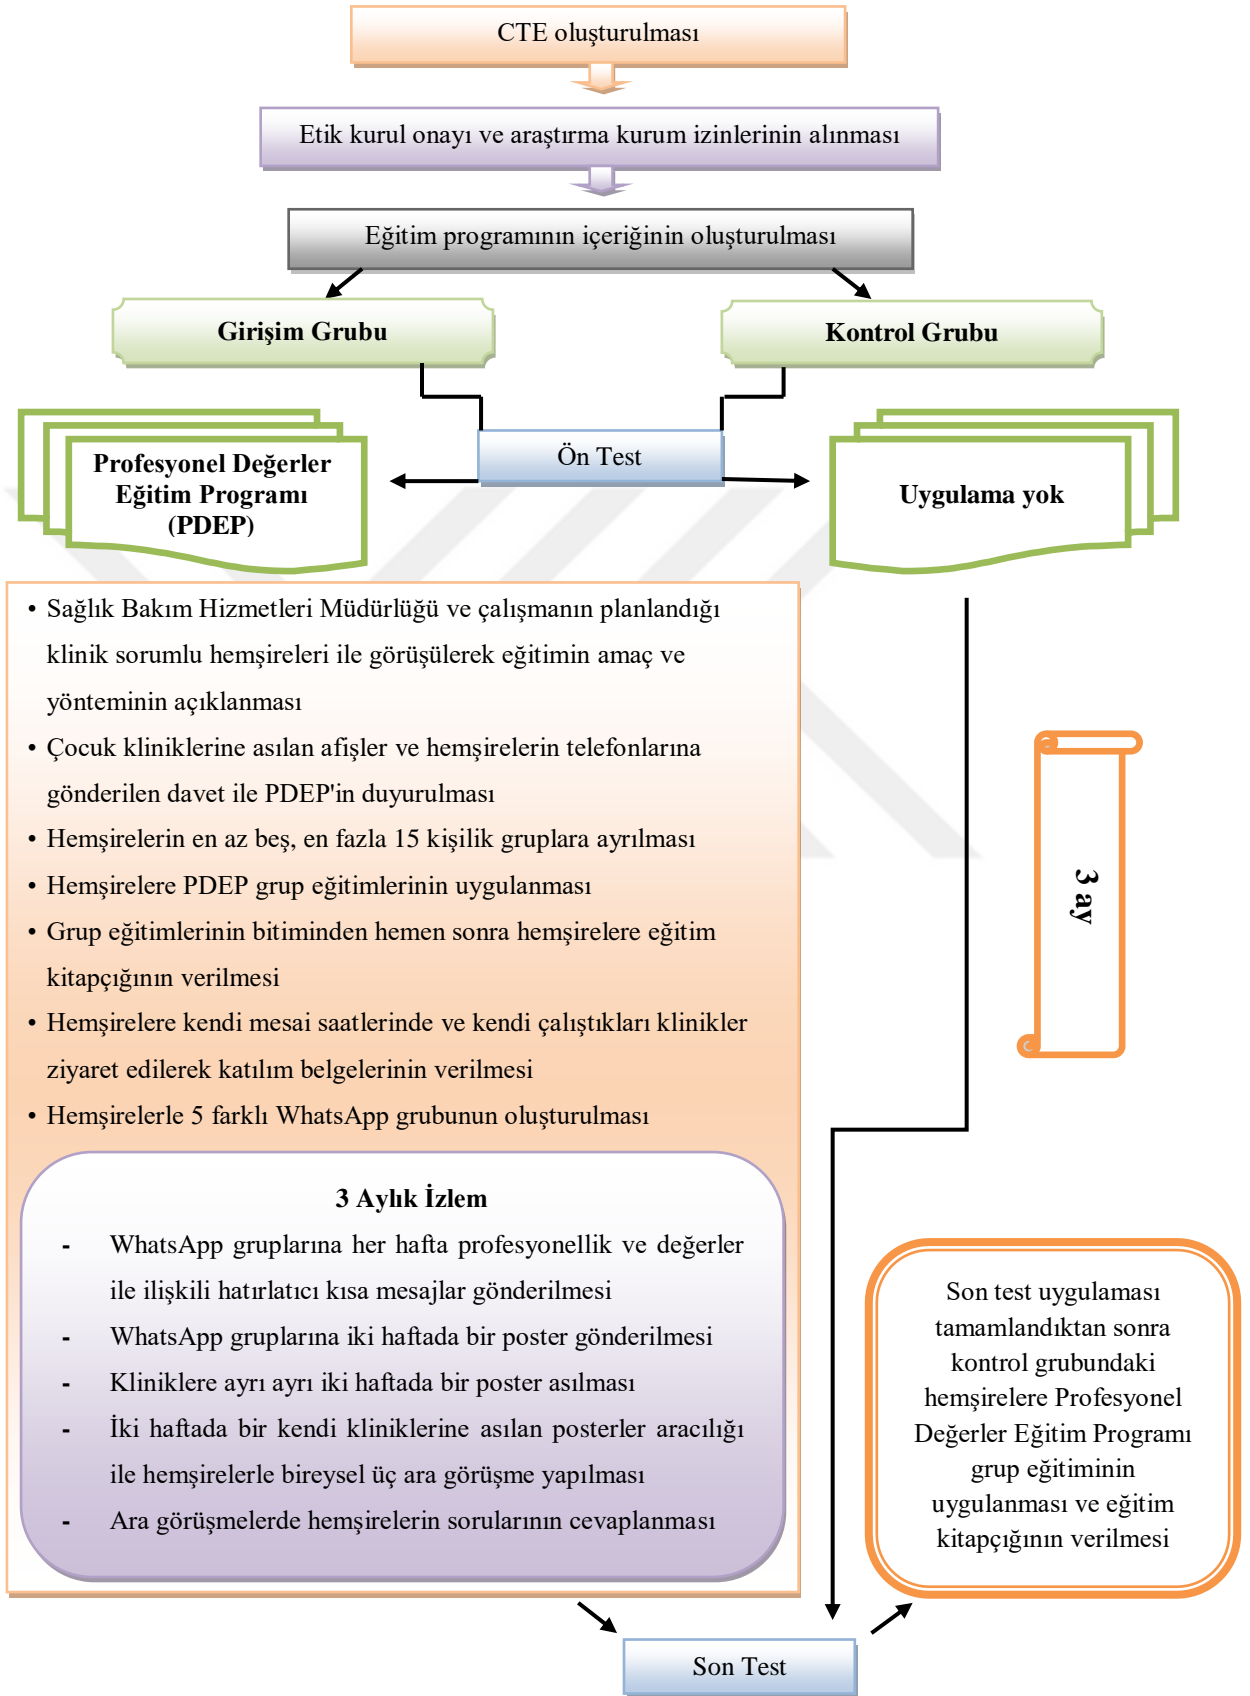 CTE oluşturulması
Etik kurul onayı ve araştırma kurum izinlerinin alınması
Eğitim programının içeriğinin oluşturulması
Girişim Grubu
Kontrol Grubu
Ön Test
Profesyonel Değerler
Eğitim Programı
(PDEP)
Uygulama yok
• Sağlık Bakım Hizmetleri Müdürlüğü ve çalışmanın planlandığı
klinik sorumlu hemşireleri ile görüşülerek eğitimin amaç ve
yönteminin açıklanması
• Çocuk kliniklerine asılan afişler ve hemşirelerin telefonlarına
gönderilen davet ile PDEP'in duyurulması
• Hemşirelerin en az beş, en fazla 15 kişilik gruplara ayrılması
• Hemşirelere PDEP grup eğitimlerinin uygulanması
• Grup eğitimlerinin bitiminden hemen sonra hemşirelere eğitim
kitapçığının verilmesi
• Hemşirelere kendi mesai saatlerinde ve kendi çalıştıkları klinikler
ziyaret edilerek katılım belgelerinin verilmesi
• Hemşirelerle 5 farklı WhatsApp grubunun oluşturulması
3 ay
3 Aylık İzlem
- WhatsApp gruplarına her hafta profesyonellik ve değerler
ile ilişkili hatırlatıcı kısa mesajlar gönderilmesi
- WhatsApp gruplarına iki haftada bir poster gönderilmesi
- Kliniklere ayrı ayrı iki haftada bir poster asılması
- İki haftada bir kendi kliniklerine asılan posterler aracılığı
ile hemşirelerle bireysel üç ara görüşme yapılması
- Ara görüşmelerde hemşirelerin sorularının cevaplanması
Son test uygulaması
tamamlandıktan sonra
kontrol grubundaki
hemşirelere Profesyonel
Değerler Eğitim Programı
grup eğitiminin
uygulanması ve eğitim
kitapçığının verilmesi
Son Test